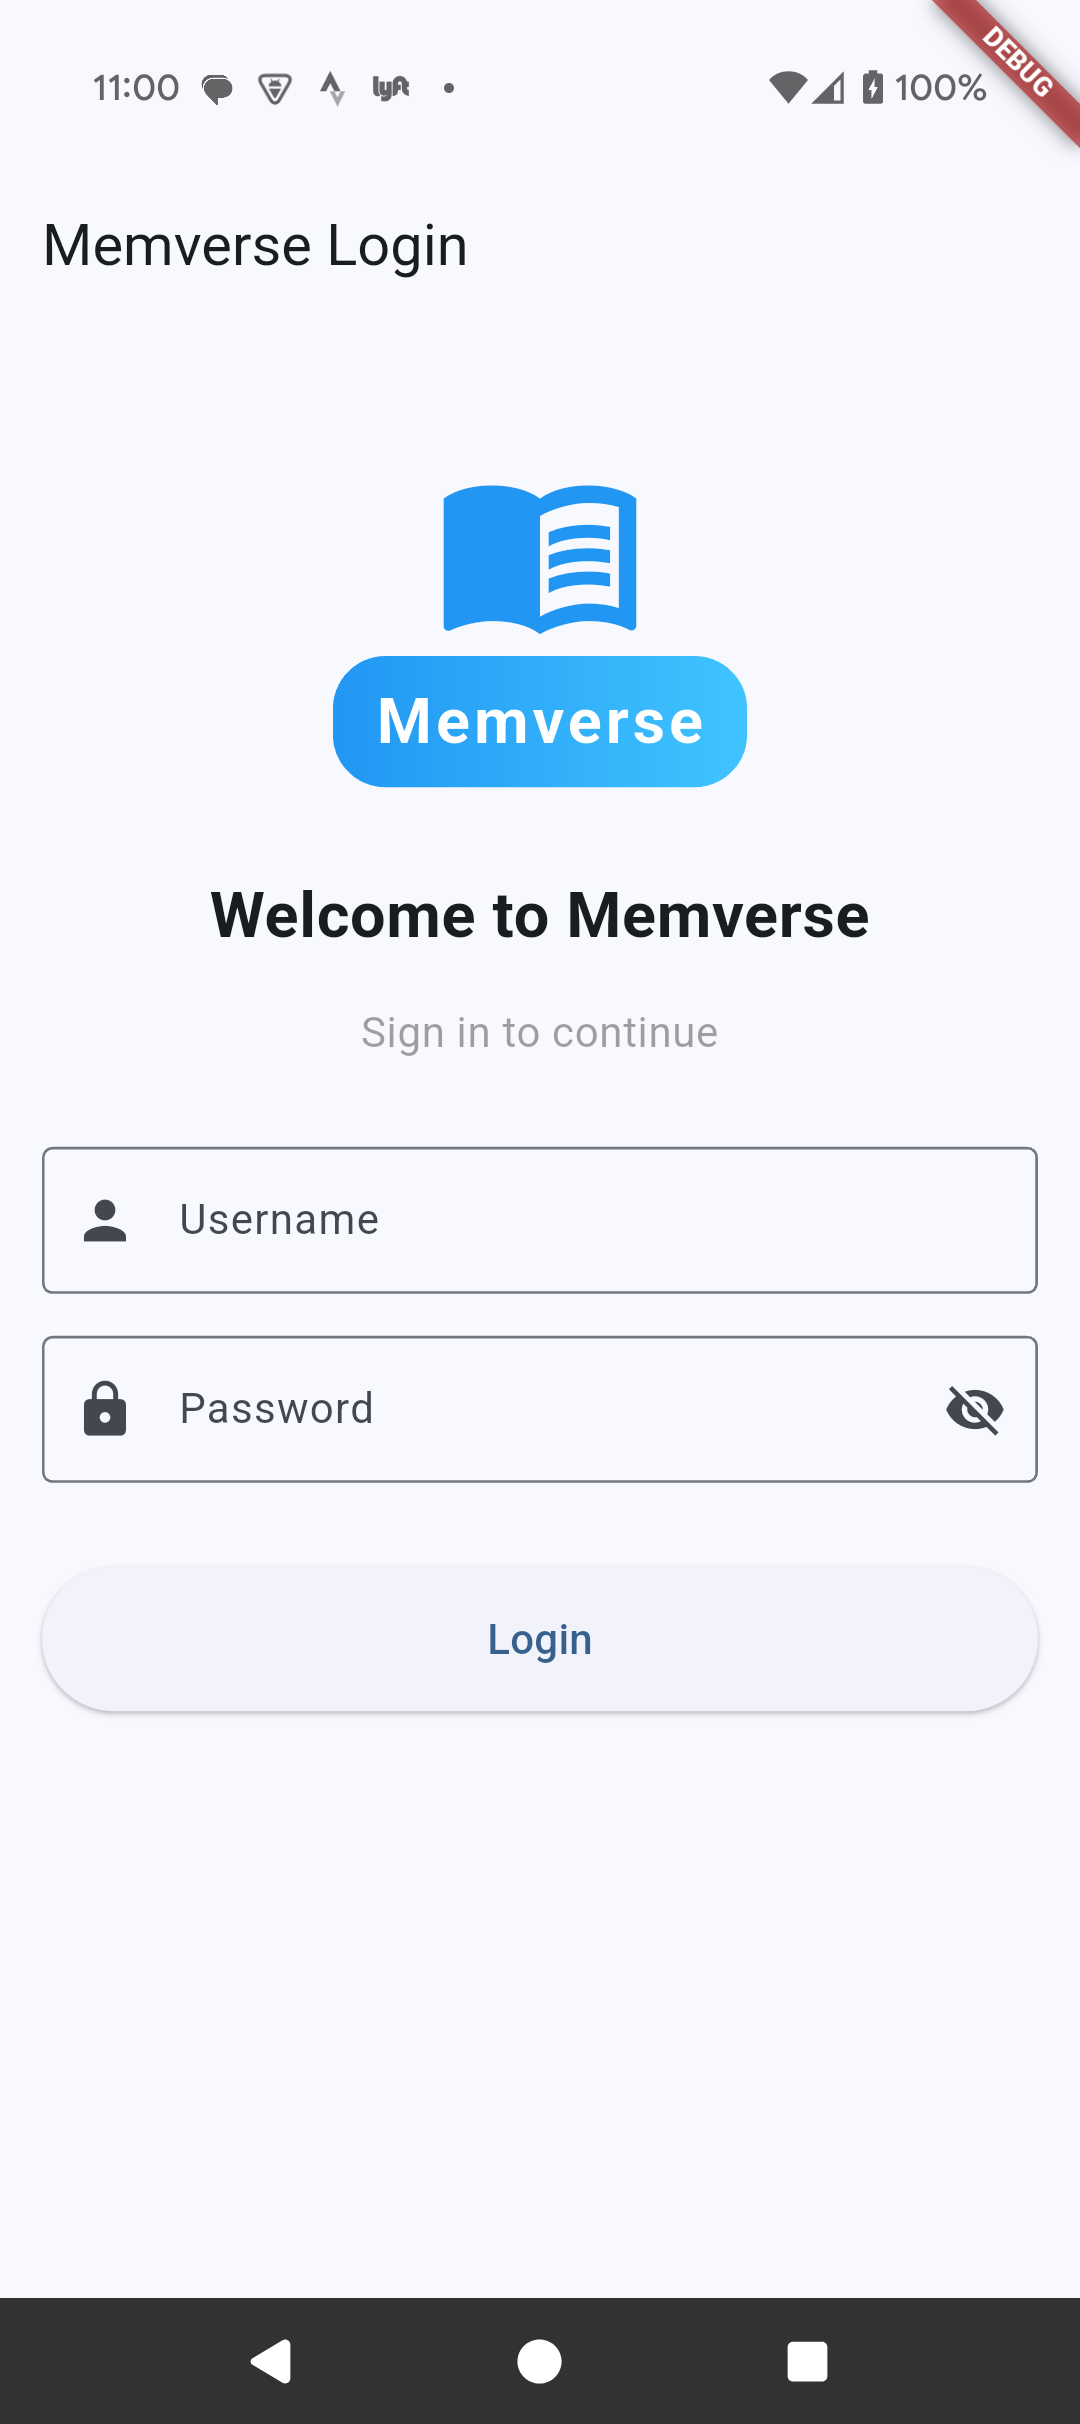 11:00 lyft 100%
DEBUG
Memverse Login
Memverse
Welcome to Memverse
Sign in to continue
Username
Password
Login